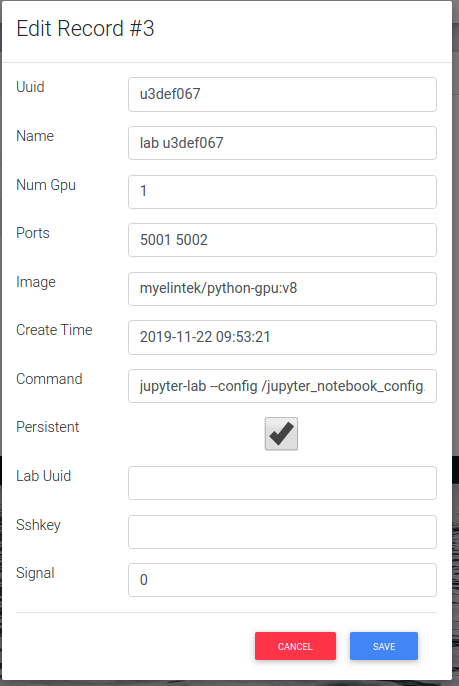 Edit Record #3
Uuid u3def067
Name lab u3def067
Num Gpu 1
Ports 5001 5002
Image myelintek/python-gpu:v8
Create Time 2019-11-22 09:53:21
Command jupyter-lab --config /jupyter_notebook_config
Persistent
Lab Uuid
Sshkey
Signal 0
CANCEL SAVE